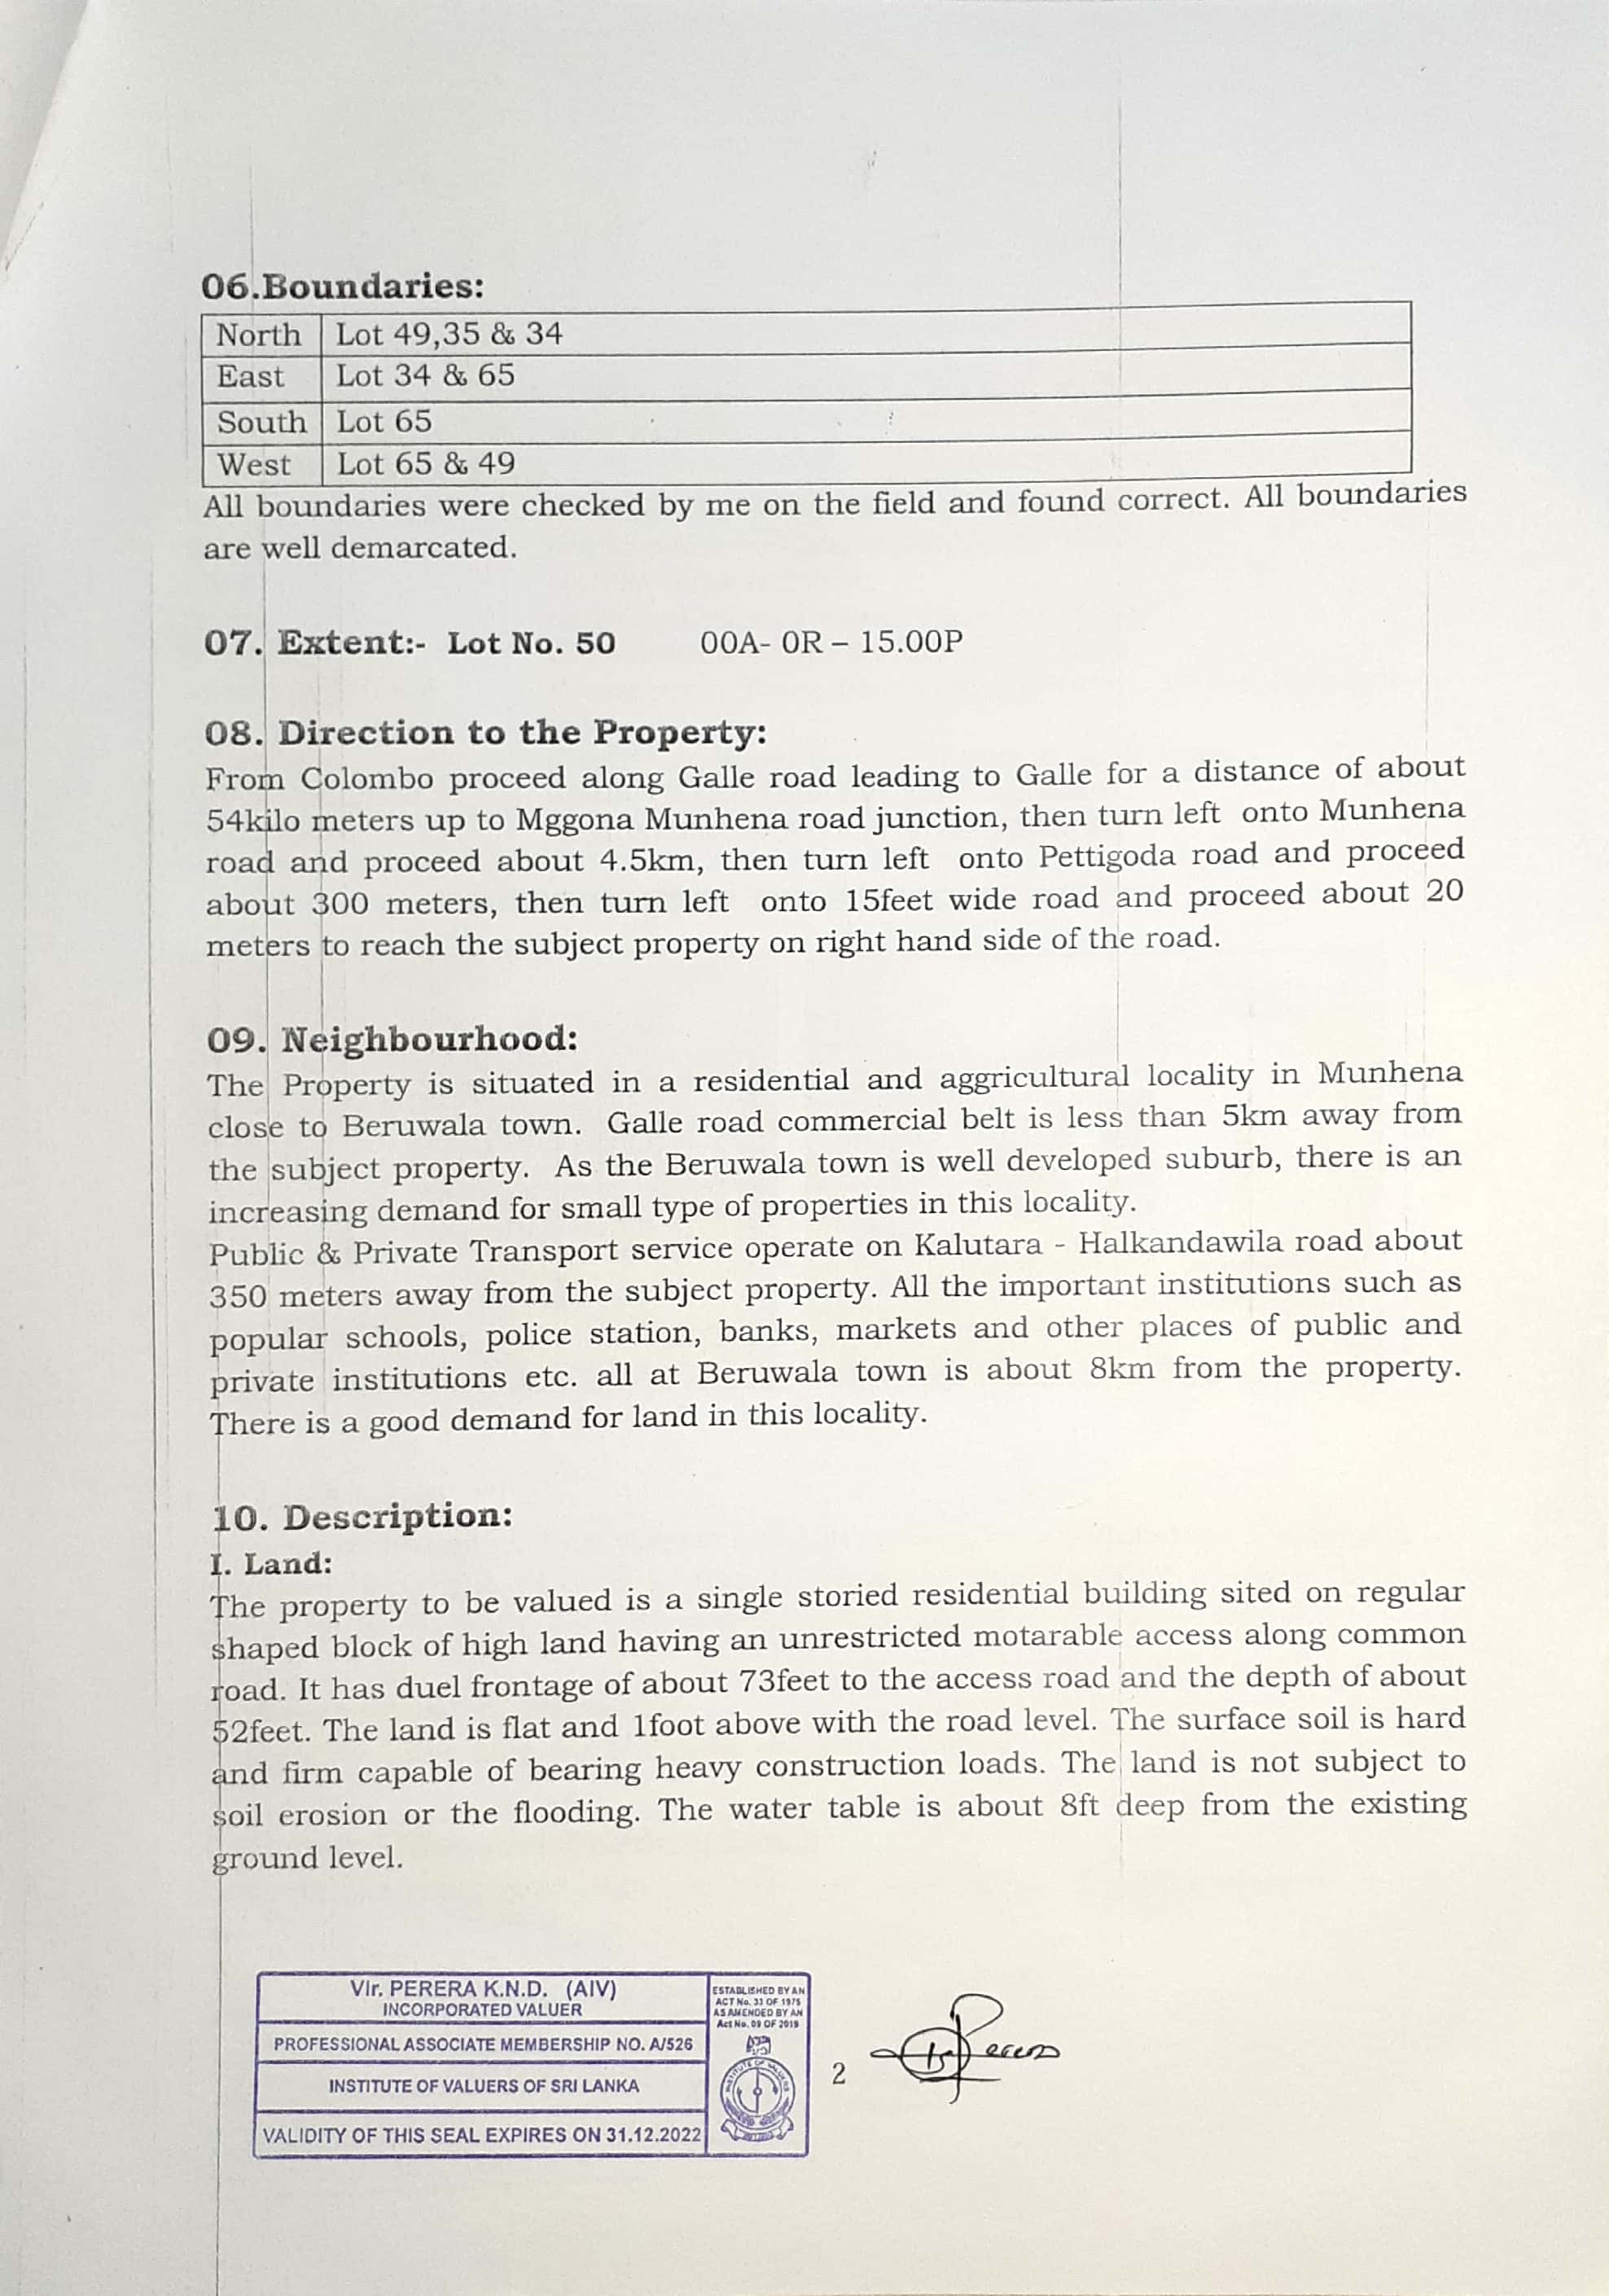 06.Boundaries:
North Lot 49,35 & 34
East Lot 34 & 65
South Lot 65
West Lot 65 & 49
All boundaries were checked by me on the field and found correct. All boundaries
are well demarcated.
07. Extent:- Lot No. 50 00A- 0R – 15.00P
08. Direction to the Property:
From Colombo proceed along Galle road leading to Galle for a distance of about
54kilo meters up to Mggona Munhena road junction, then turn left onto Munhena
road and proceed about 4.5km, then turn left onto Pettigoda road and proceed
about 300 meters, then turn left onto 15feet wide road and proceed about 20
meters to reach the subject property on right hand side of the road.
09. Neighbourhood:
The Property is situated in a residential and aggricultural locality in Munhena
close to Beruwala town. Galle road commercial belt is less than 5km away from
the subject property. As the Beruwala town is well developed suburb, there is an
increasing demand for small type of properties in this locality.
Public & Private Transport service operate on Kalutara - Halkandawila road about
350 meters away from the subject property. All the important institutions such as
popular schools, police station, banks, markets and other places of public and
private institutions etc. all at Beruwala town is about 8km from the property.
There is a good demand for land in this locality.
10. Description:
I. Land:
The property to be valued is a single storied residential building sited on regular
shaped block of high land having an unrestricted motarable access along common
road. It has duel frontage of about 73feet to the access road and the depth of about
52feet. The land is flat and 1foot above with the road level. The surface soil is hard
and firm capable of bearing heavy construction loads. The land is not subject to
soil erosion or the flooding. The water table is about 8ft deep from the existing
ground level.
Vlr. PERERA K.N.D. (AIV)
INCORPORATED VALUER
PROFESSIONAL ASSOCIATE MEMBERSHIP NO. A/526
INSTITUTE OF VALUERS OF SRI LANKA
VALIDITY OF THIS SEAL EXPIRES ON 31.12.2022
ESTABLISHED BY AN
ACT No. 33 OF 1975
AS AMENDED BY AN
Act No. 09 OF 2019
2